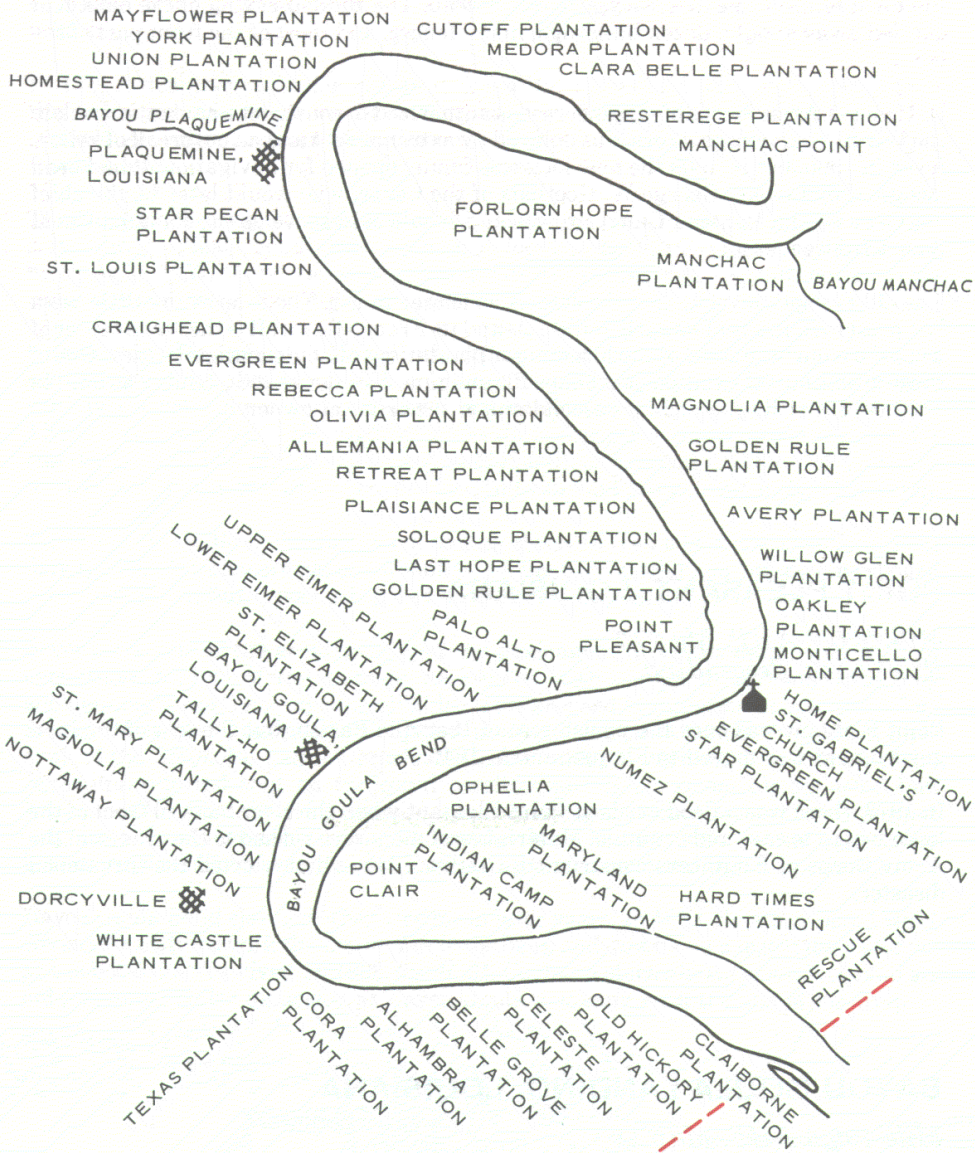 MAYFLOWER PLANTATION
YORK PLANTATION
UNION PLANTATION
HOMESTEAD PLANTATION
BAYOU PLAQUEMINE
PLAQUEMINE,
LOUISIANA
CUTOFF PLANTATION
MEDORA PLANTATION
CLARA BELLE PLANTATION
RESTEREGE PLANTATION
MANCHAC POINT
STAR PECAN
PLANTATION
FORLORN HOPE
PLANTATION
ST. LOUIS PLANTATION
MANCHAC
PLANTATION
BAYOU MANCHAC
CRAIGHEAD PLANTATION
EVERGREEN PLANTATION
REBECCA PLANTATION
OLIVIA PLANTATION
ALLEMANIA PLANTATION
RETREAT PLANTATION
PLAISIANCE PLANTATION
SOLOQUE PLANTATION
LAST HOPE PLANTATION
GOLDEN RULE PLANTATION
MAGNOLIA PLANTATION
GOLDEN RULE
PLANTATION
AVERY PLANTATION
WILLOW GLEN
PLANTATION
OAKLEY
PLANTATION
MONTICELLO
PLANTATION
POINT
PLEASANT
PALO ALTO
PLANTATION
UPPER EIMER PLANTATION
LOWER EIMER PLANTATION
ST. ELIZABETH
PLANTATION
BAYOU GOULA,
LOUISIANA
TALLY-HO
PLANTATION
ST. MARY PLANTATION
MAGNOLIA PLANTATION
NOTTAWAY PLANTATION
HOME PLANTATION
ST. GABRIEL'S
CHURCH
EVERGREEN PLANTATION
STAR PLANTATION
NUMEZ PLANTATION
BAYOU GOULA BEND
OPHELIA
PLANTATION
MARYLAND
PLANTATION
INDIAN CAMP
PLANTATION
POINT
CLAIR
HARD TIMES
PLANTATION
RESCUE
PLANTATION
DORCYVILLE
WHITE CASTLE
PLANTATION
TEXAS PLANTATION
CORA
PLANTATION
ALHAMBRA
PLANTATION
BELLE GROVE
PLANTATION
CELESTE
PLANTATION
OLD HICKORY
PLANTATION
CLAIBORNE
PLANTATION